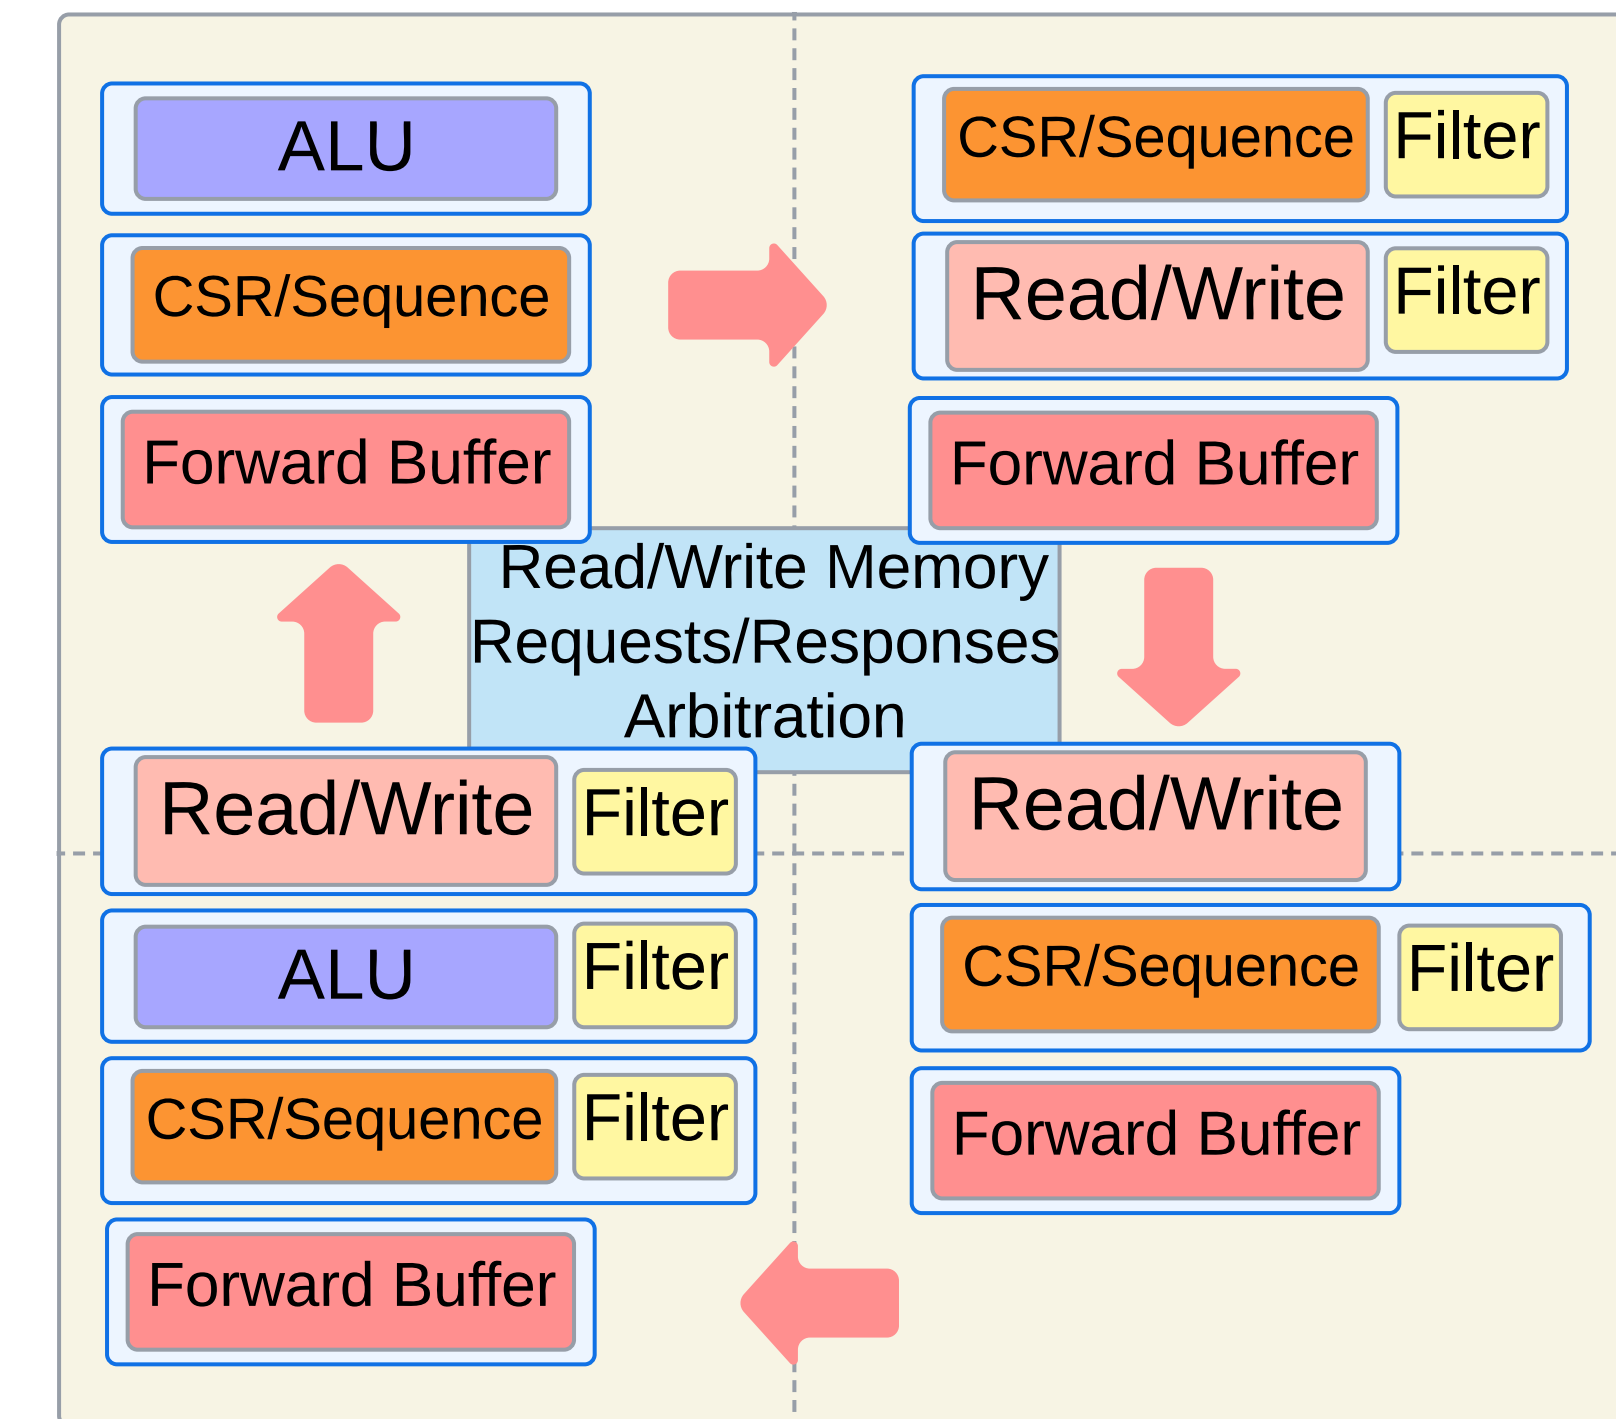 ALU
CSR/Sequence
Forward Buffer
CSR/Sequence
Filter
Read/Write
Filter
Forward Buffer
Read/Write Memory
Requests/Responses
Arbitration
Read/Write
Filter
ALU
Filter
CSR/Sequence
Filter
Forward Buffer
Read/Write
CSR/Sequence
Filter
Forward Buffer